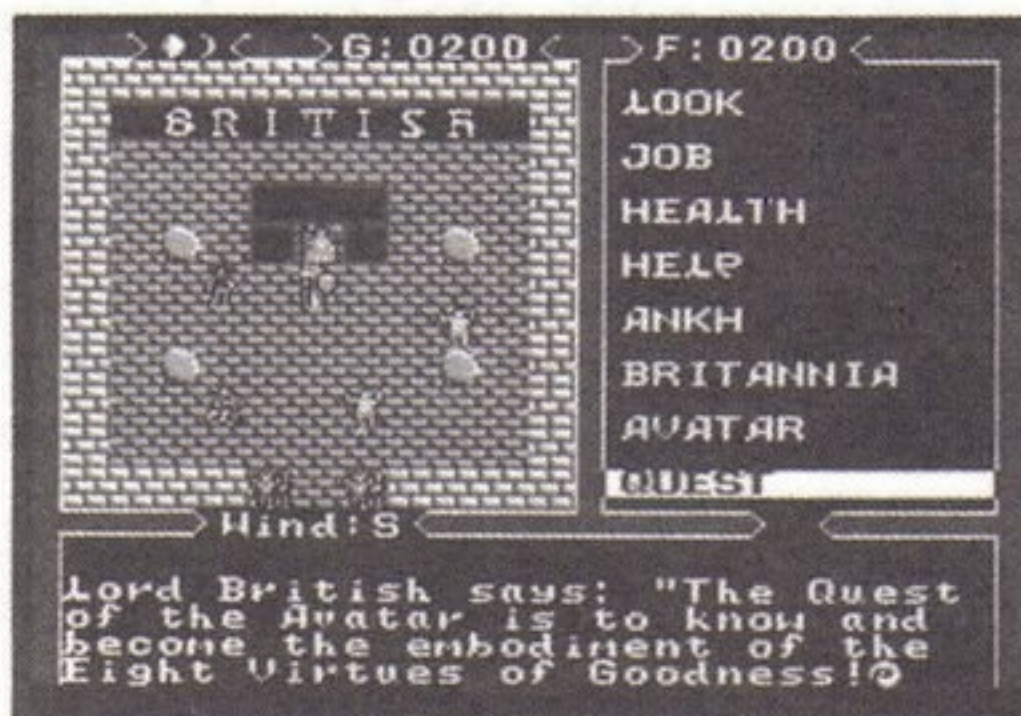 G:0200
F:0200
BRITISH
LOOK
JOB
HEALTH
HELP
ANKH
BRITANNIA
AVATAR
QUEST
Wind:S
Lord British says: "The Quest
of the Avatar is to know and
become the embodiment of the
Eight Virtues of Goodness!